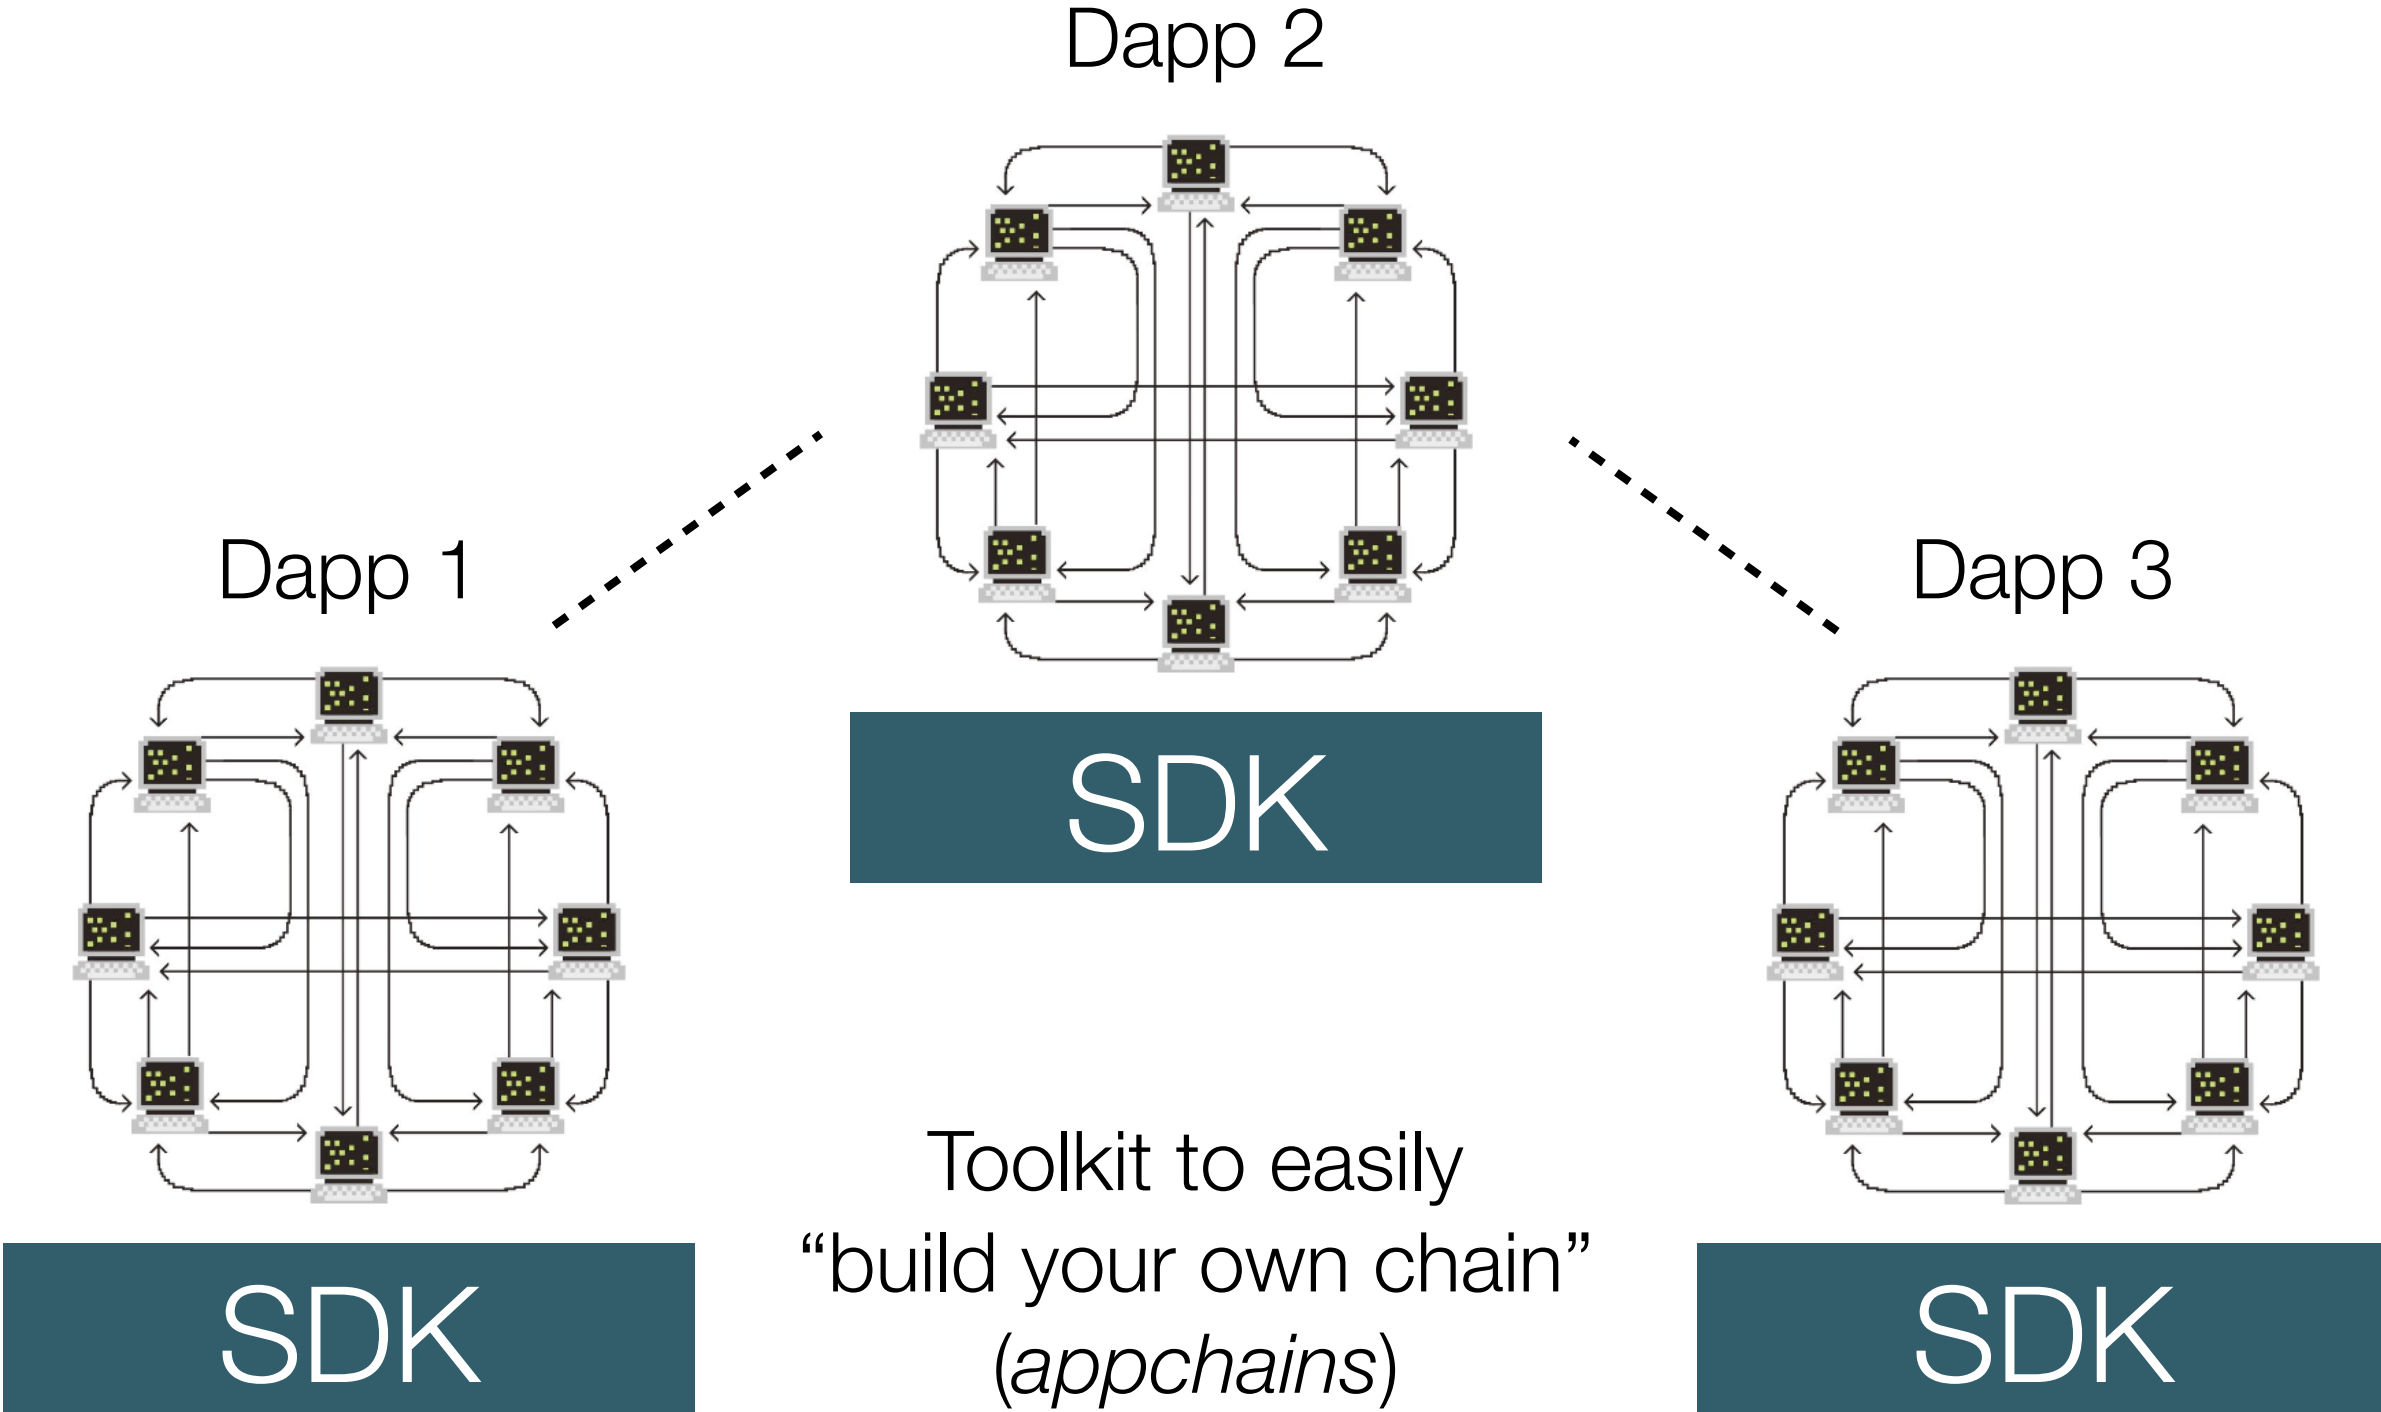 Dapp 2
Dapp 1
Dapp 3
SDK
Toolkit to easily
“build your own chain”
(appchains)
SDK
SDK